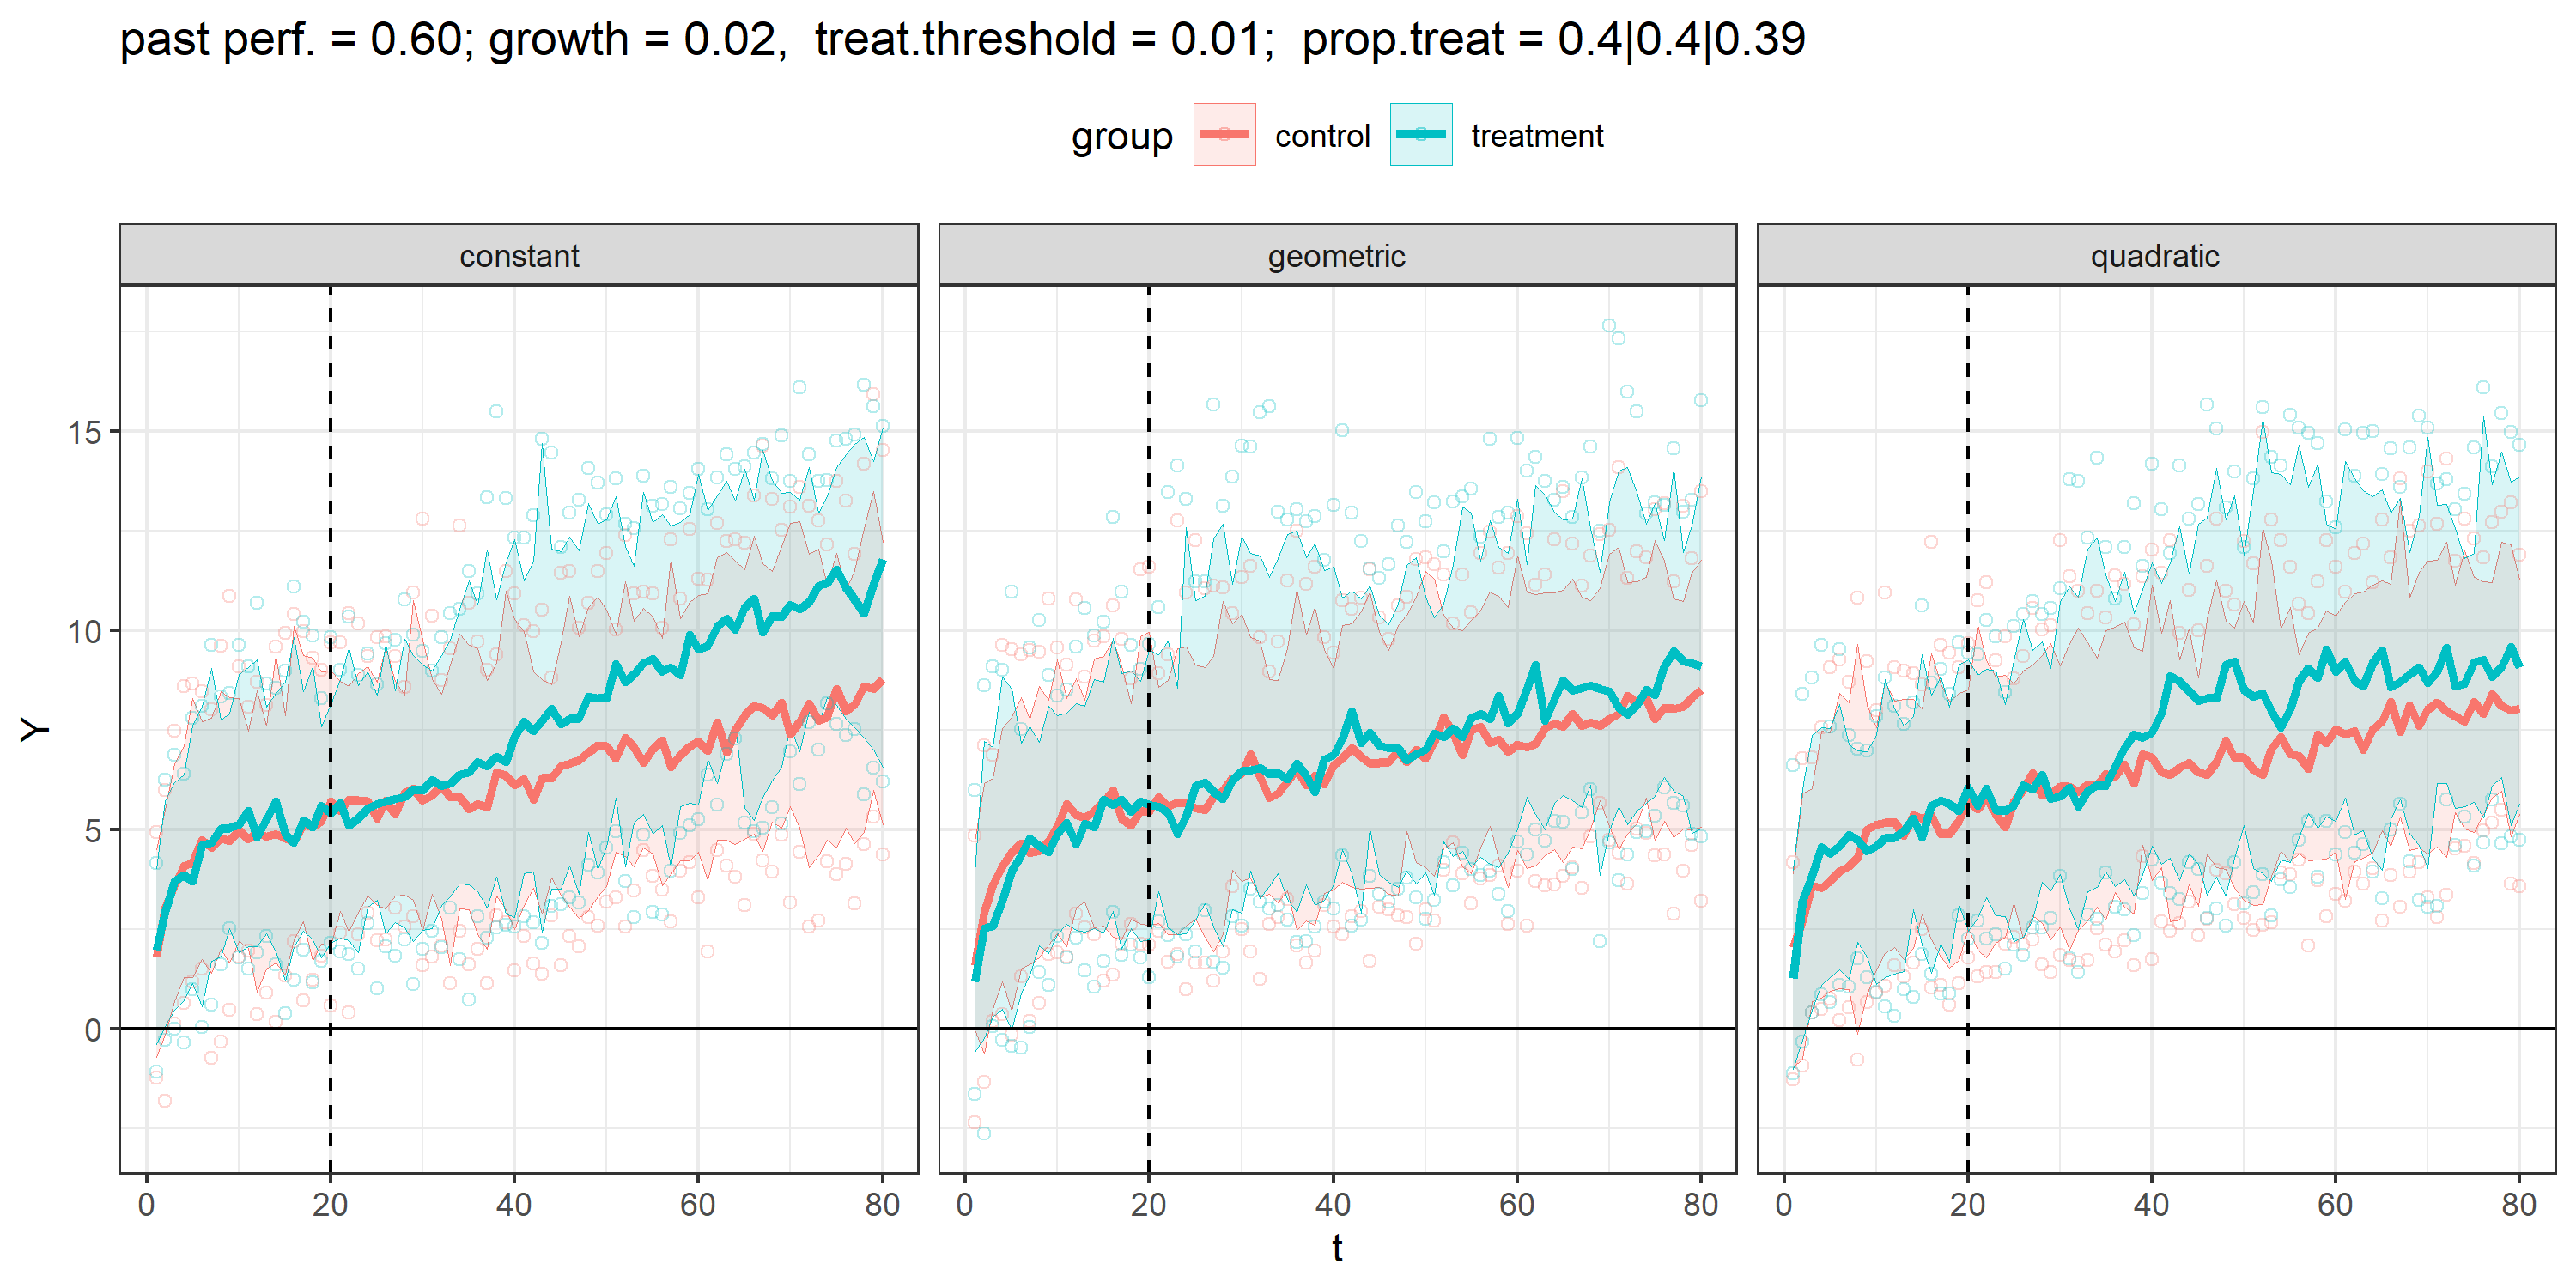 past perf. = 0.60; growth = 0.02,  treat.threshold = 0.01;  prop.treat = 0.4|0.4|0.39
group control treatment
constant geometric quadratic
Y
15
10
5
0
0 20 40 60 80 0 20 40 60 80 0 20 40 60 80
t